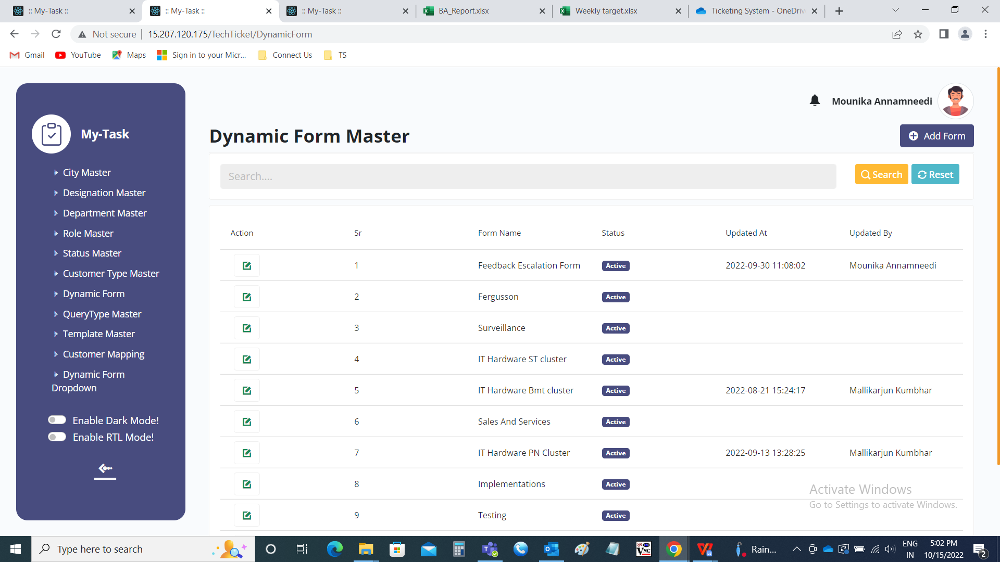 :: My-Task ::
:: My-Task ::
:: My-Task ::
BA_Report.xlsx
Weekly target.xlsx
Ticketing System - OneDriv
Not secure
15.207.120.175/TechTicket/DynamicForm
Gmail
YouTube
Maps
Sign in to your Micr...
Connect Us
TS
My-Task
City Master
Designation Master
Department Master
Role Master
Status Master
Customer Type Master
Dynamic Form
QueryType Master
Template Master
Customer Mapping
Dynamic Form
Dropdown
Enable Dark Mode!
Enable RTL Mode!
Mounika Annamneedi
Dynamic Form Master
Add Form
Search....
Search
Reset
Action Sr Form Name Status Updated At Updated By
1 Feedback Escalation Form Active 2022-09-30 11:08:02 Mounika Annamneedi
2 Fergusson Active
3 Surveillance Active
4 IT Hardware ST cluster Active
5 IT Hardware Bmt cluster Active 2022-08-21 15:24:17 Mallikarjun Kumbhar
6 Sales And Services Active
7 IT Hardware PN Cluster Active 2022-09-13 13:28:25 Mallikarjun Kumbhar
8 Implementations Active
9 Testing Active
Activate Windows
Go to Settings to activate Windows.
Type here to search
VNC
Rain...
ENG
IN
5:02 PM
10/15/2022
2